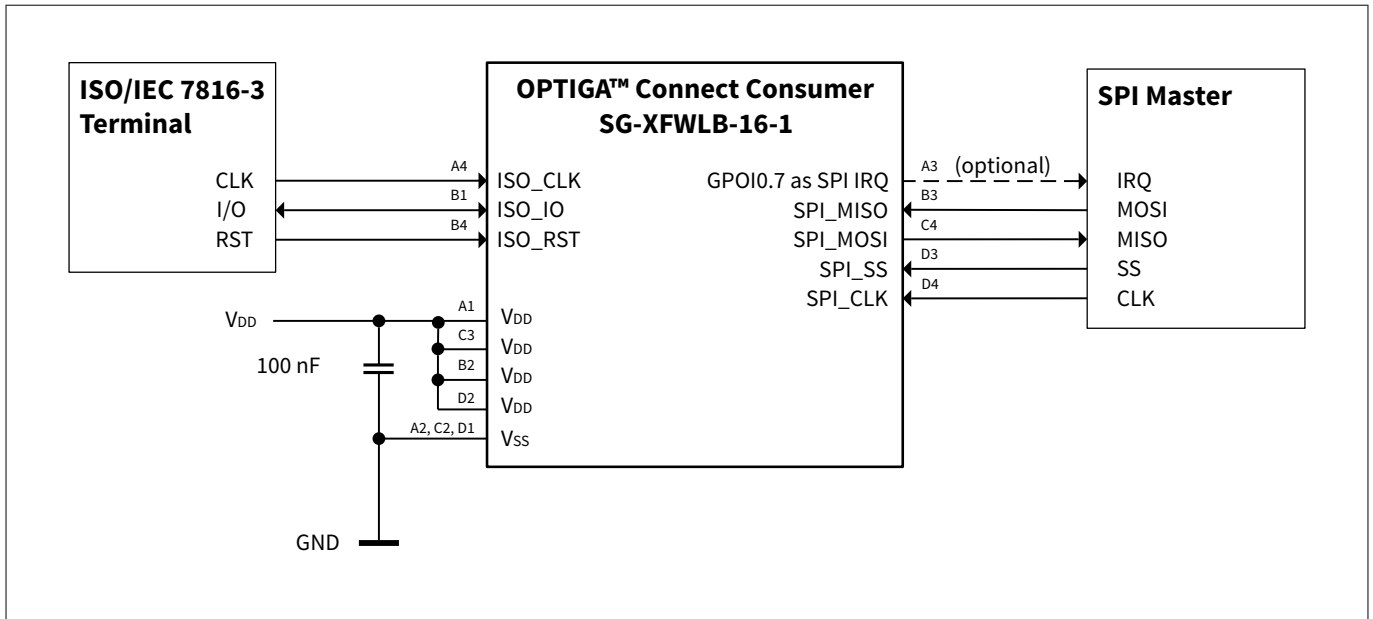 ISO/IEC 7816-3
Terminal
CLK
I/O
RST
A4
B1
B4
OPTIGA™ Connect Consumer
SG-XFWLB-16-1
ISO_CLK
ISO_IO
ISO_RST
GPOI0.7 as SPI IRQ
SPI_MISO
SPI_MOSI
SPI_SS
SPI_CLK
A3 (optional)
B3
C4
D3
D4
SPI Master
IRQ
MOSI
MISO
SS
CLK
VDD
100 nF
GND
A1
C3
B2
D2
A2, C2, D1
VDD
VDD
VDD
VDD
VSS